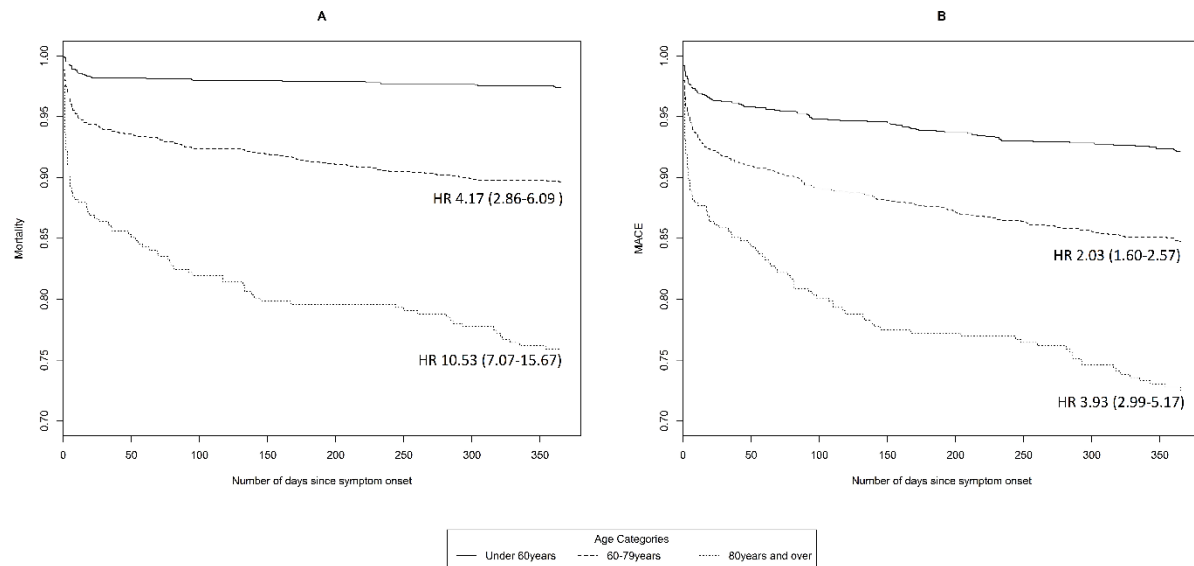 A
Mortality
1.00
0.95
0.90
0.85
0.80
0.75
0.70
HR 4.17 (2.86-6.09 )
HR 10.53 (7.07-15.67)
0 50 100 150 200 250 300 350
Number of days since symptom onset
B
MACE
1.00
0.95
0.90
0.85
0.80
0.75
0.70
HR 2.03 (1.60-2.57)
HR 3.93 (2.99-5.17)
0 50 100 150 200 250 300 350
Number of days since symptom onset
Age Categories
Under 60years 60-79years 80years and over